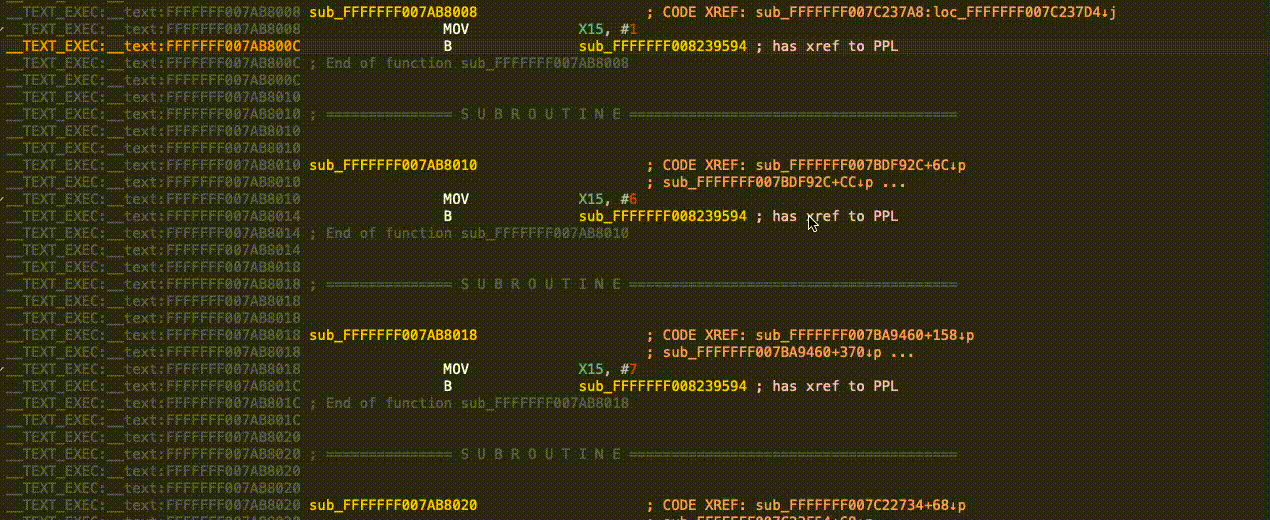 __TEXT_EXEC:__text:FFFFFFF007AB8008 sub_FFFFFFF007AB8008 ; CODE XREF: sub_FFFFFFF007C237A8:loc_FFFFFFF007C237D4↓j
__TEXT_EXEC:__text:FFFFFFF007AB8008 MOV X15, #1
__TEXT_EXEC:__text:FFFFFFF007AB800C B sub_FFFFFFF008239594 ; has xref to PPL
__TEXT_EXEC:__text:FFFFFFF007AB800C ; End of function sub_FFFFFFF007AB8008
__TEXT_EXEC:__text:FFFFFFF007AB800C
__TEXT_EXEC:__text:FFFFFFF007AB8010
__TEXT_EXEC:__text:FFFFFFF007AB8010 ; =============== S U B R O U T I N E =======================================
__TEXT_EXEC:__text:FFFFFFF007AB8010
__TEXT_EXEC:__text:FFFFFFF007AB8010
__TEXT_EXEC:__text:FFFFFFF007AB8010 sub_FFFFFFF007AB8010 ; CODE XREF: sub_FFFFFFF007BDF92C+6C↓p
__TEXT_EXEC:__text:FFFFFFF007AB8010 ; sub_FFFFFFF007BDF92C+CC↓p ...
__TEXT_EXEC:__text:FFFFFFF007AB8010 MOV X15, #6
__TEXT_EXEC:__text:FFFFFFF007AB8014 B sub_FFFFFFF008239594 ; has xref to PPL
__TEXT_EXEC:__text:FFFFFFF007AB8014 ; End of function sub_FFFFFFF007AB8010
__TEXT_EXEC:__text:FFFFFFF007AB8014
__TEXT_EXEC:__text:FFFFFFF007AB8018
__TEXT_EXEC:__text:FFFFFFF007AB8018 ; =============== S U B R O U T I N E =======================================
__TEXT_EXEC:__text:FFFFFFF007AB8018
__TEXT_EXEC:__text:FFFFFFF007AB8018
__TEXT_EXEC:__text:FFFFFFF007AB8018 sub_FFFFFFF007AB8018 ; CODE XREF: sub_FFFFFFF007BA9460+158↓p
__TEXT_EXEC:__text:FFFFFFF007AB8018 ; sub_FFFFFFF007BA9460+370↓p ...
__TEXT_EXEC:__text:FFFFFFF007AB8018 MOV X15, #7
__TEXT_EXEC:__text:FFFFFFF007AB801C B sub_FFFFFFF008239594 ; has xref to PPL
__TEXT_EXEC:__text:FFFFFFF007AB801C ; End of function sub_FFFFFFF007AB8018
__TEXT_EXEC:__text:FFFFFFF007AB801C
__TEXT_EXEC:__text:FFFFFFF007AB8020
__TEXT_EXEC:__text:FFFFFFF007AB8020 ; =============== S U B R O U T I N E =======================================
__TEXT_EXEC:__text:FFFFFFF007AB8020
__TEXT_EXEC:__text:FFFFFFF007AB8020
__TEXT_EXEC:__text:FFFFFFF007AB8020 sub_FFFFFFF007AB8020 ; CODE XREF: sub_FFFFFFF007C22734+68↓p